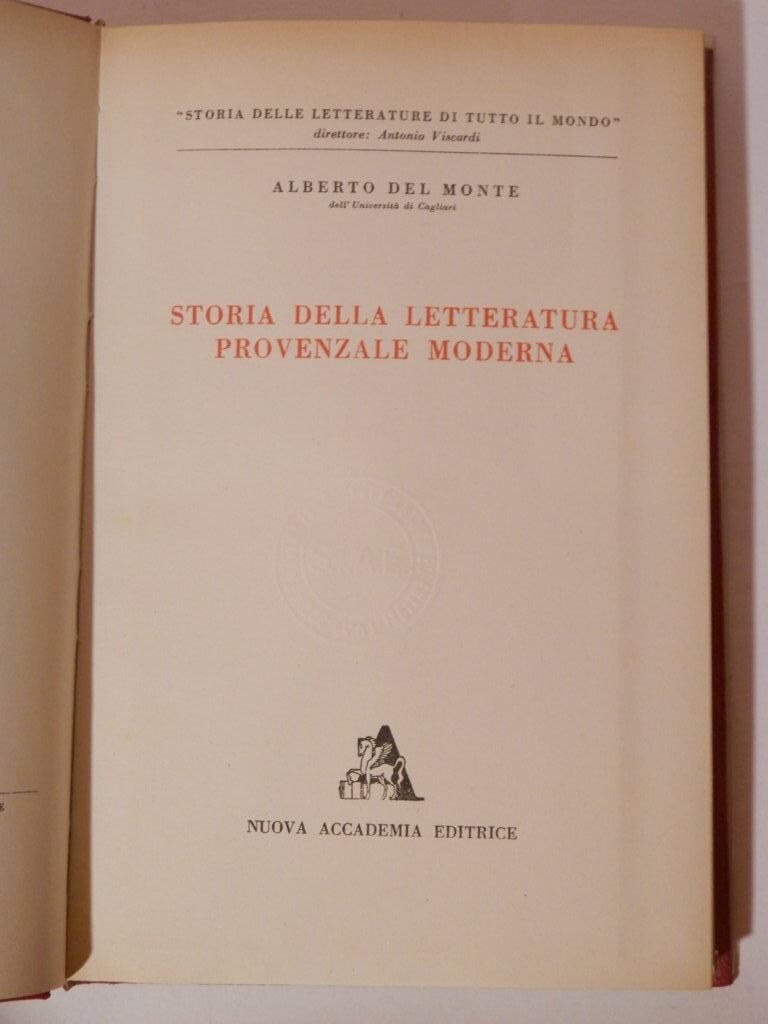 "STORIA DELLE LETTERATURE DI TUTTO IL MONDO"
direttore: Antonio Viscardi
ALBERTO DEL MONTE
dell'Università di Cagliari
STORIA DELLA LETTERATURA
PROVENZALE MODERNA
S.I.A.E.
A
NUOVA ACCADEMIA EDITRICE
E